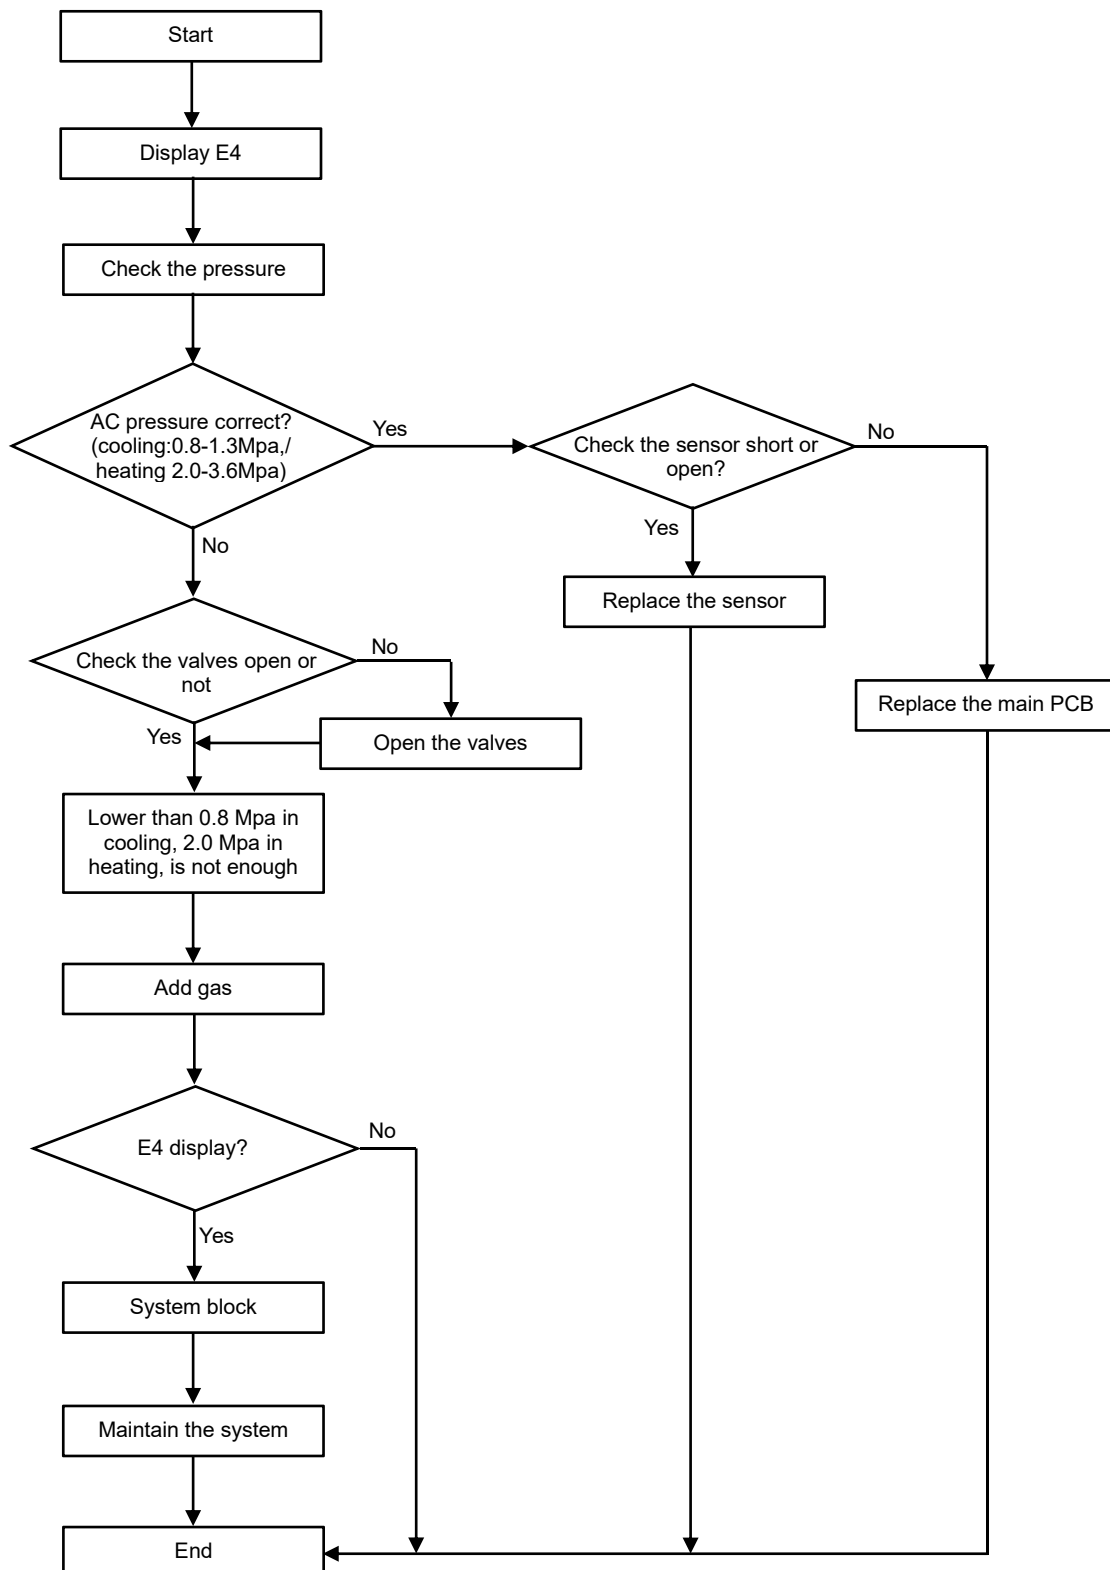 Start
Display E4
Check the pressure
AC pressure correct?
(cooling:0.8-1.3Mpa,/
heating 2.0-3.6Mpa)
Yes
Check the sensor short or
open?
No
Yes
No
Replace the sensor
Check the valves open or
not
No
Replace the main PCB
Yes
Open the valves
Lower than 0.8 Mpa in
cooling, 2.0 Mpa in
heating, is not enough
Add gas
E4 display?
No
Yes
System block
Maintain the system
End